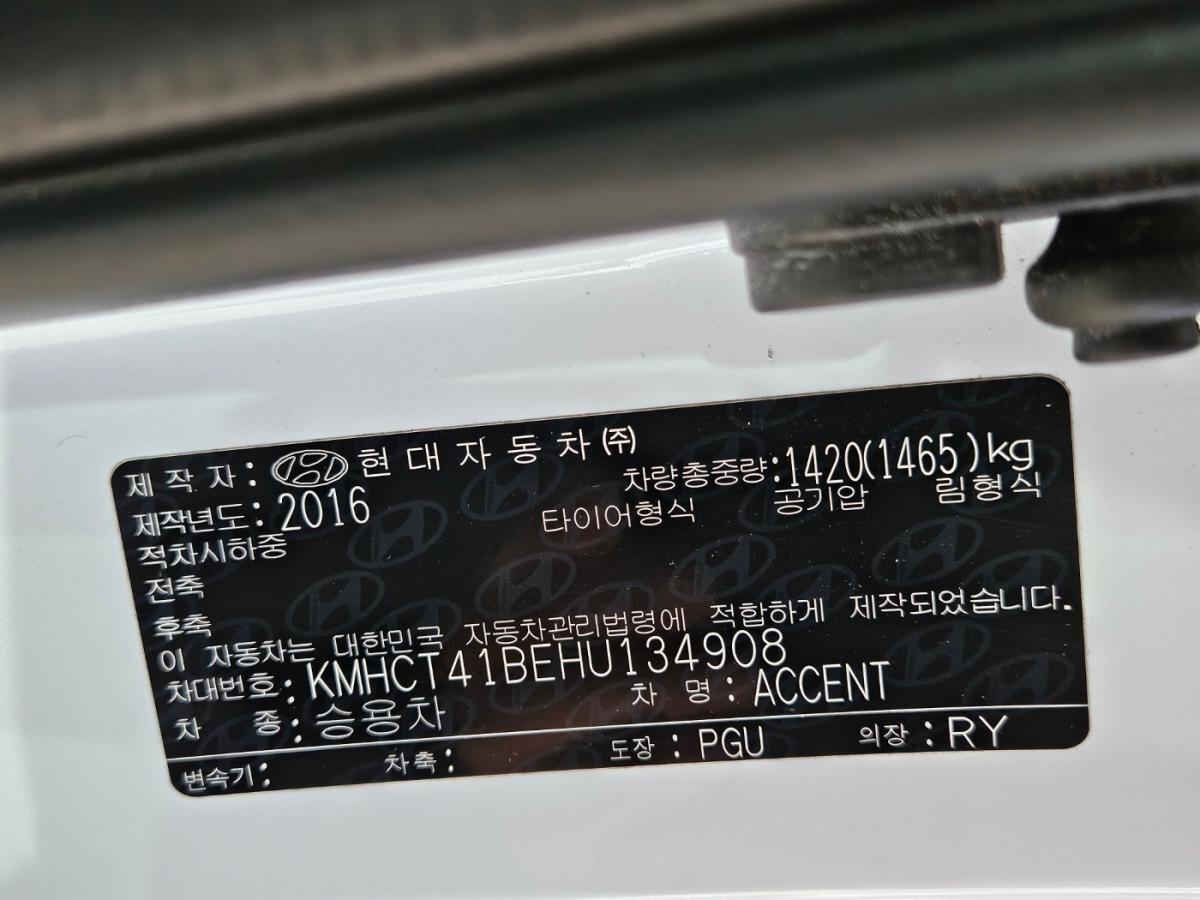 제 작 자 : 현 대 자 동 차 ㈜ 차량총중량:1420(1465)kg
제작년도: 2016 타이어형식 공기압 림형식
적차시하중
전축
후축
이 자동차는 대한민국 자동차관리법령에 적합하게 제작되었습니다.
차대번호: KMHCT41BEHU134908
차 종: 승용차 차 명 : ACCENT
변속기: 차축: 도장 : PGU 의장 : RY